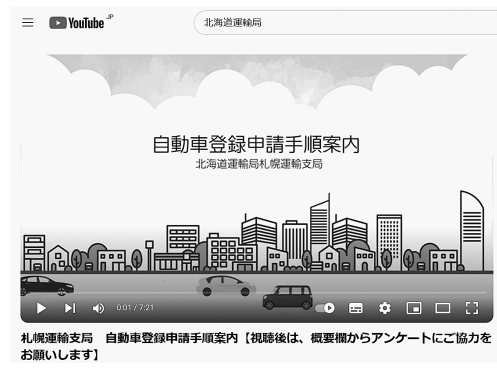 YouTube JP
北海道運輸局
自動車登録申請手順案内
北海道運輸局札幌運輸支局
0:01 / 7:21
札幌運輸支局　自動車登録申請手順案内【視聴後は、概要欄からアンケートにご協力を
お願いします】